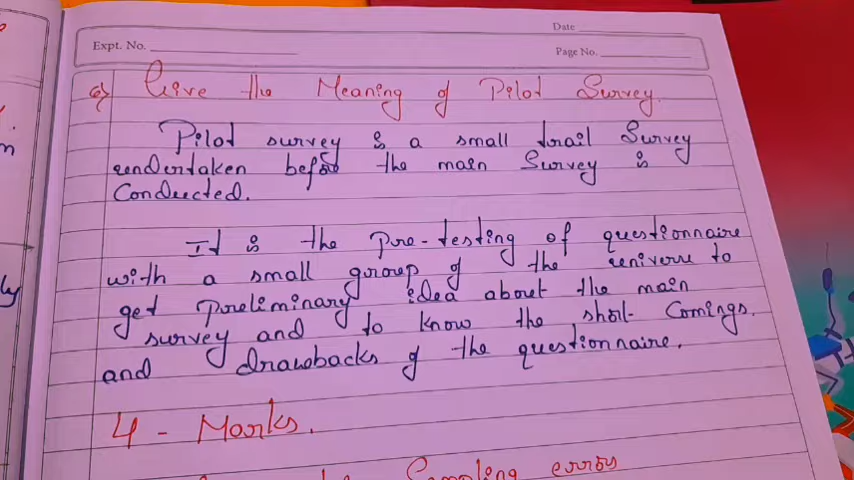 Date
Expt. No.
Page No.
Q) Give the Meaning of Pilot Survey.
Pilot survey is a small trail Survey
undertaken before the main Survey is
Conducted.
It is the Pre-testing of questionnaire
with a small group of the universe to
get Preliminary idea about the main
survey and to know the short Comings.
and drawbacks of the questionnaire.
4 - Marks.
Sampling errors